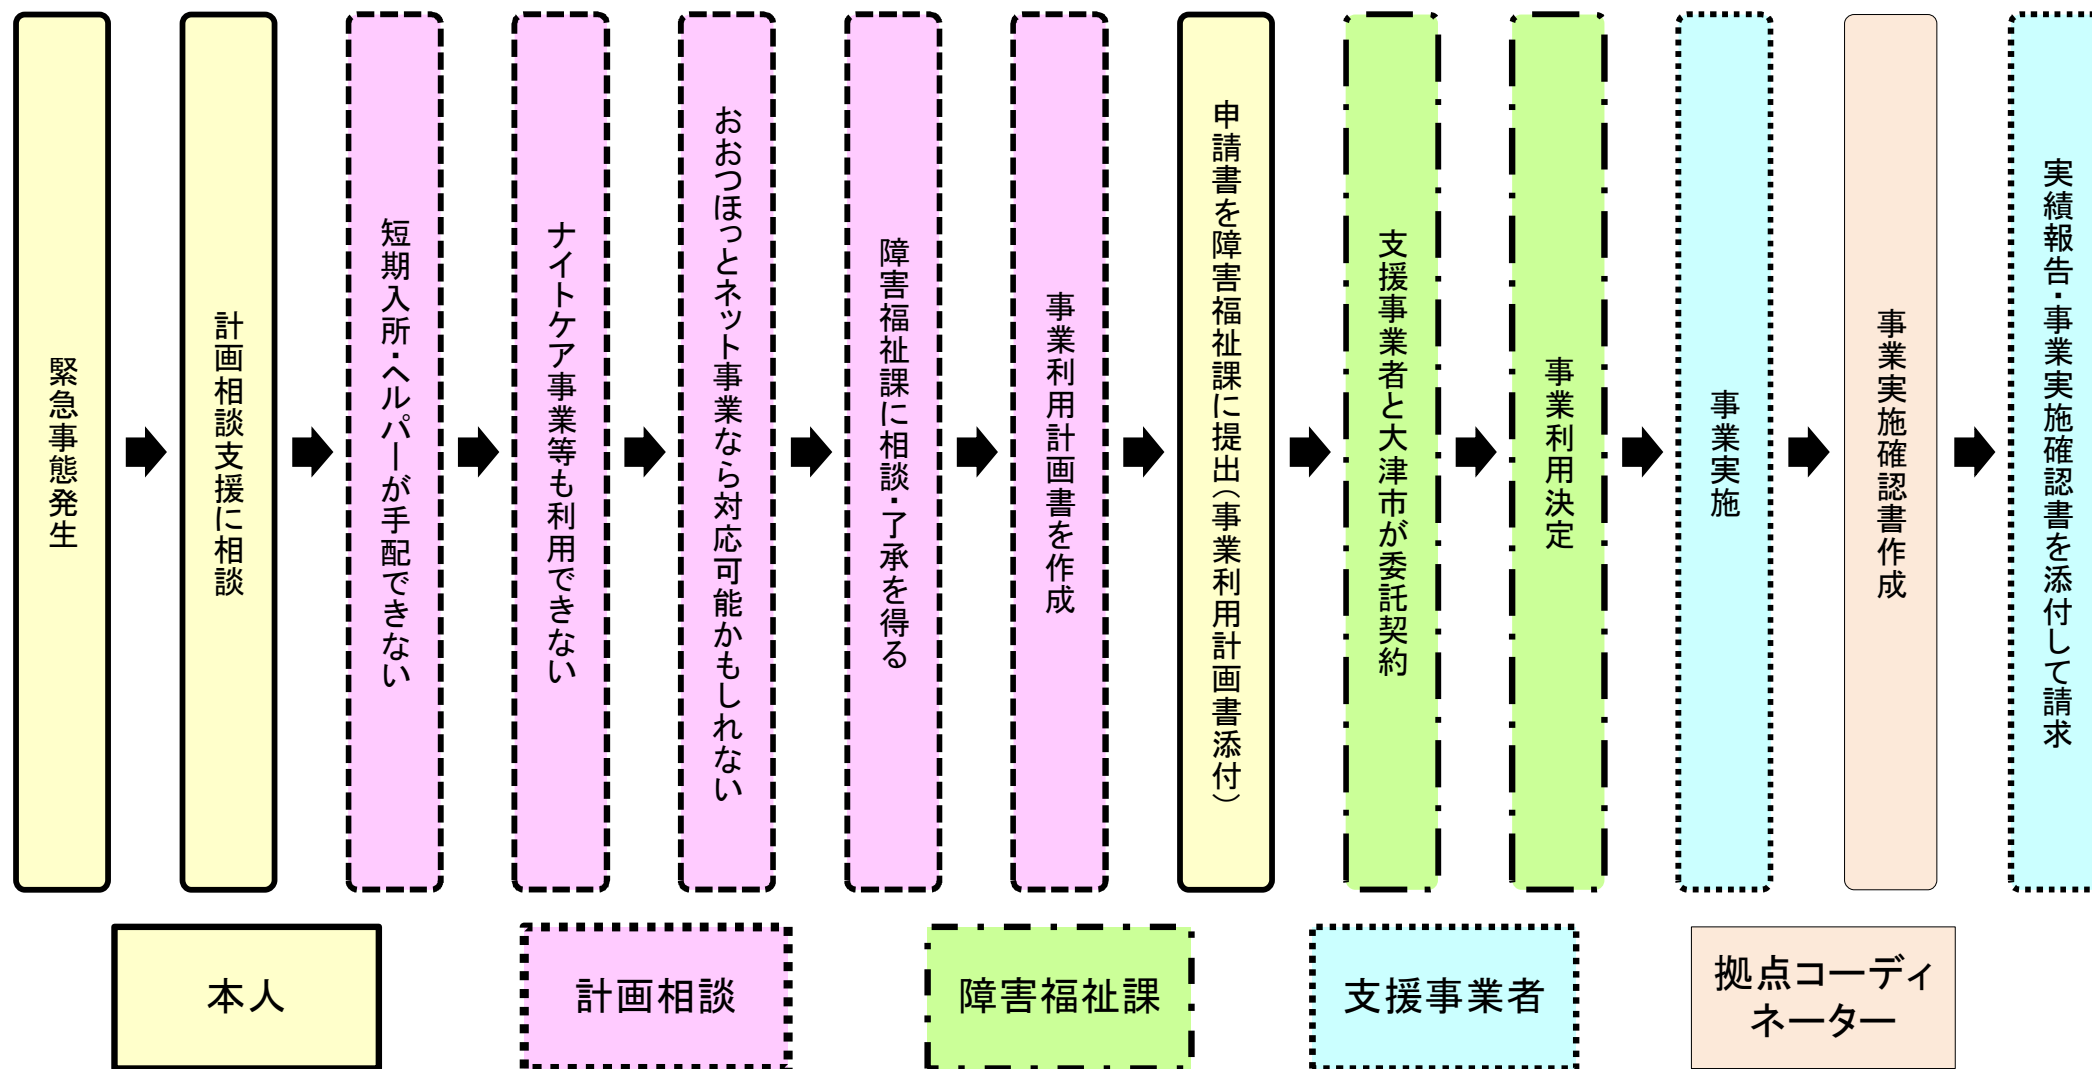 緊急事態発生
計画相談支援に相談
短期入所・ヘルパーが手配できない
ナイトケア事業等も利用できない
おおつほっとネット事業なら対応可能かもしれない
障害福祉課に相談・了承を得る
事業利用計画書を作成
申請書を障害福祉課に提出（事業利用計画書添付）
支援事業者と大津市が委託契約
事業利用決定
事業実施
事業実施確認書作成
実績報告・事業実施確認書を添付して請求
本人
計画相談
障害福祉課
支援事業者
拠点コーディ
ネーター